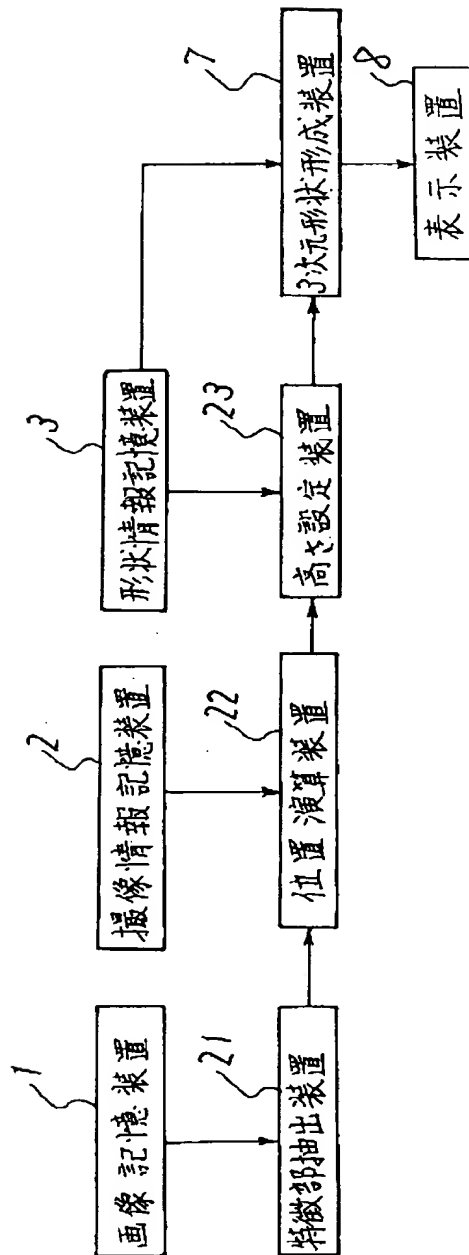 1
画像記憶装置
2
撮像情報記憶装置
3
形状情報記憶装置
21
特徴部抽出装置
22
位置演算装置
23
高さ設定装置
7
3次元形状形成装置
8
表示装置